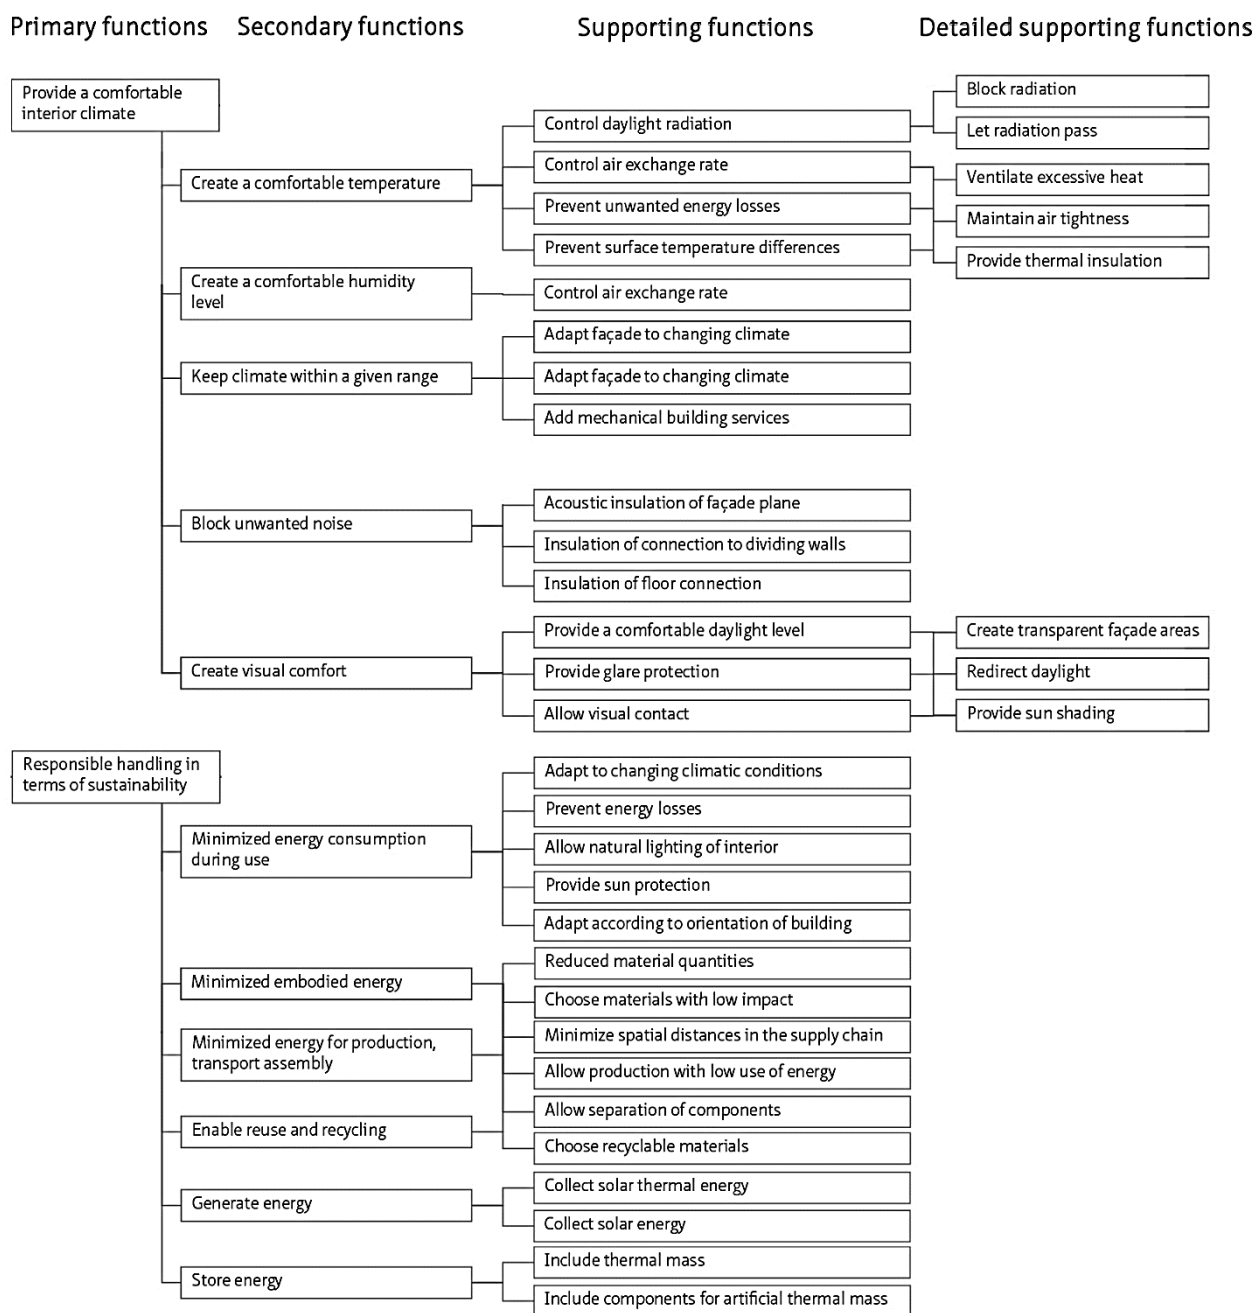 Primary functions
Secondary functions
Supporting functions
Detailed supporting functions
Provide a comfortable
interior climate
Create a comfortable temperature
Control daylight radiation
Block radiation
Let radiation pass
Control air exchange rate
Prevent unwanted energy losses
Prevent surface temperature differences
Ventilate excessive heat
Maintain air tightness
Provide thermal insulation
Create a comfortable humidity
level
Control air exchange rate
Keep climate within a given range
Adapt façade to changing climate
Adapt façade to changing climate
Add mechanical building services
Block unwanted noise
Acoustic insulation of façade plane
Insulation of connection to dividing walls
Insulation of floor connection
Create visual comfort
Provide a comfortable daylight level
Provide glare protection
Allow visual contact
Create transparent façade areas
Redirect daylight
Provide sun shading
Responsible handling in
terms of sustainability
Minimized energy consumption
during use
Adapt to changing climatic conditions
Prevent energy losses
Allow natural lighting of interior
Provide sun protection
Adapt according to orientation of building
Minimized embodied energy
Minimized energy for production,
transport assembly
Enable reuse and recycling
Reduced material quantities
Choose materials with low impact
Minimize spatial distances in the supply chain
Allow production with low use of energy
Allow separation of components
Choose recyclable materials
Generate energy
Collect solar thermal energy
Collect solar energy
Store energy
Include thermal mass
Include components for artificial thermal mass